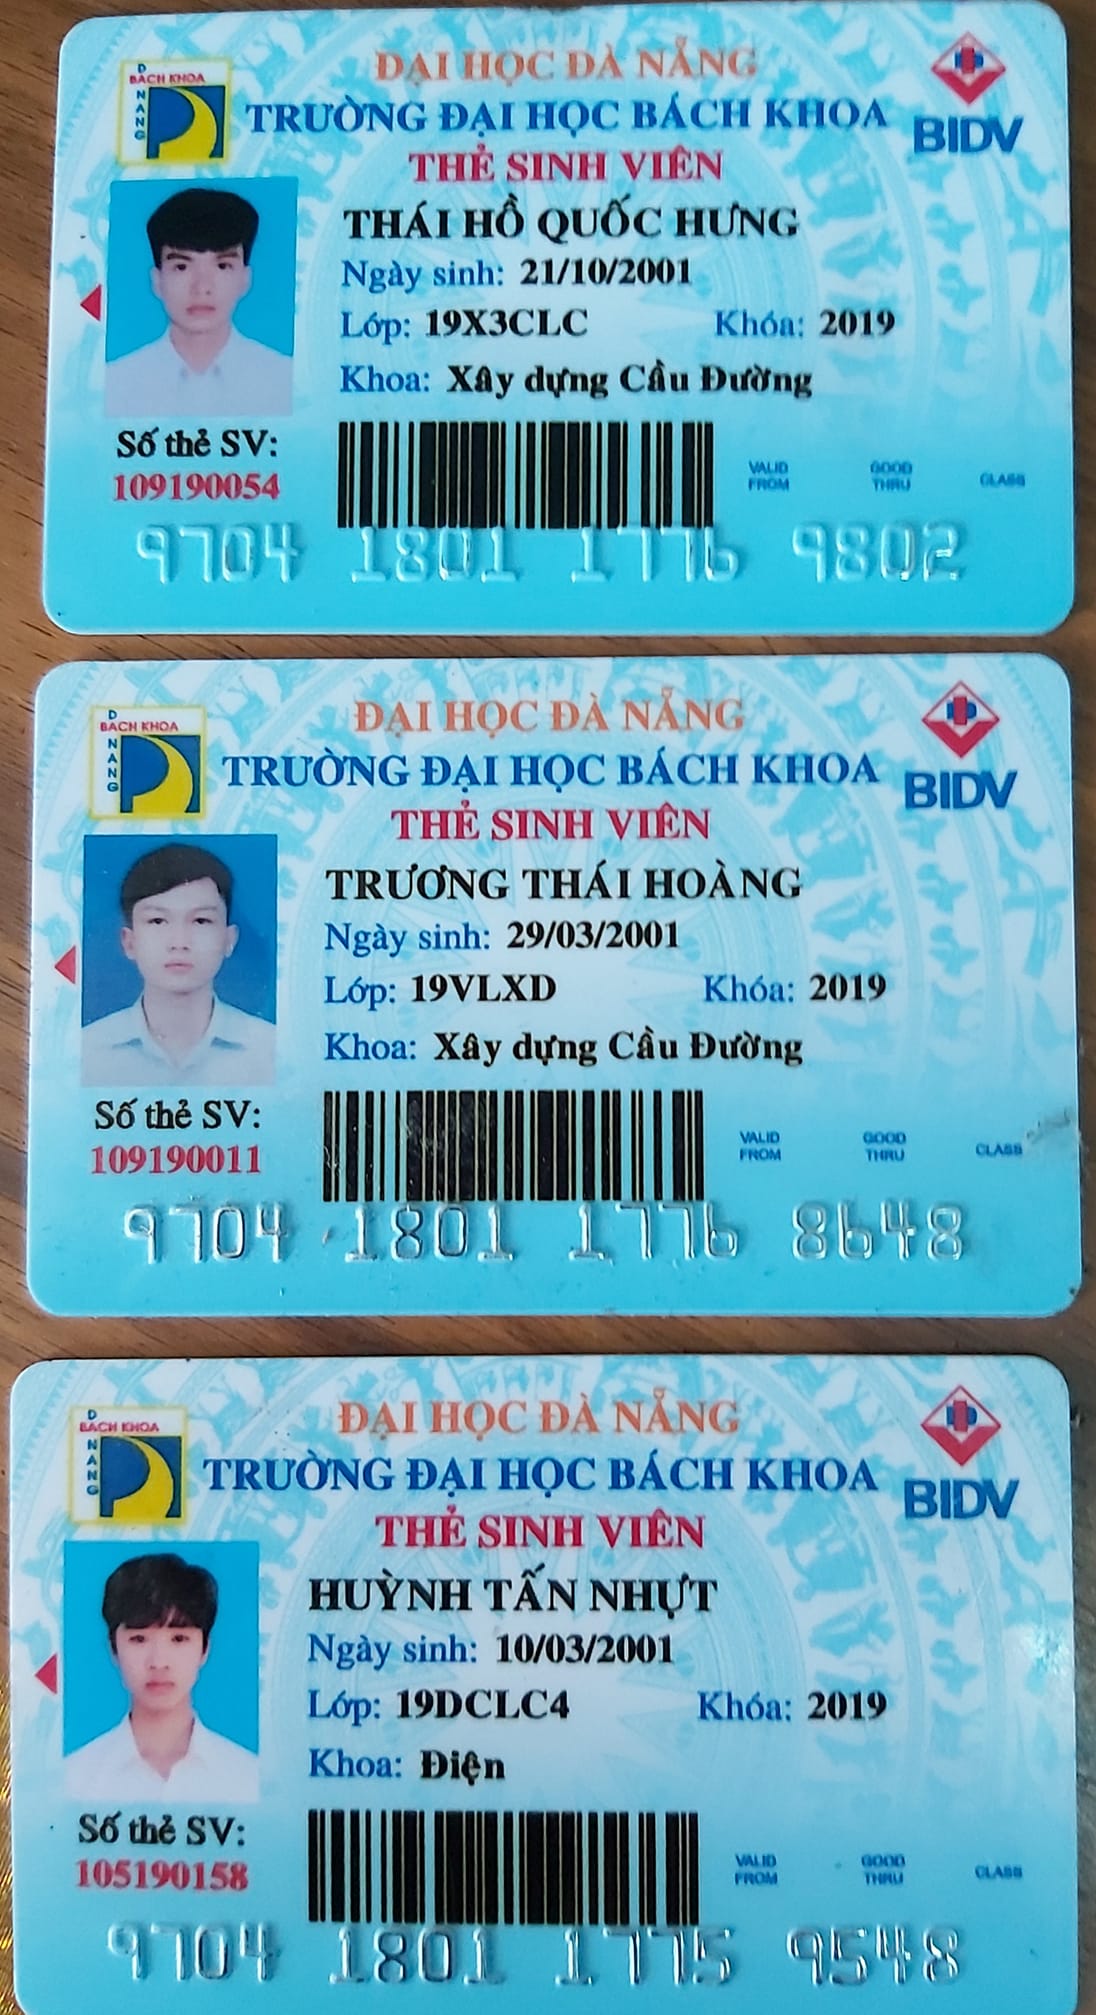 D
BACH KHOA
NANG
ĐẠI HỌC ĐÀ NẴNG
TRƯỜNG ĐẠI HỌC BÁCH KHOA
BIDV
THẺ SINH VIÊN
THÁI HỒ QUỐC HƯNG
Ngày sinh: 21/10/2001
Lớp: 19X3CLC Khóa: 2019
Khoa: Xây dựng Cầu Đường
Số thẻ SV:
109190054
VALID FROM GOOD THRU CLASS
9704 1801 1776 9802
D
BACH KHOA
NANG
ĐẠI HỌC ĐÀ NẴNG
TRƯỜNG ĐẠI HỌC BÁCH KHOA
BIDV
THẺ SINH VIÊN
TRƯƠNG THÁI HOÀNG
Ngày sinh: 29/03/2001
Lớp: 19VLXD Khóa: 2019
Khoa: Xây dựng Cầu Đường
Số thẻ SV:
109190011
VALID FROM GOOD THRU CLASS
9704 1801 1776 8648
D
BACH KHOA
NANG
ĐẠI HỌC ĐÀ NẴNG
TRƯỜNG ĐẠI HỌC BÁCH KHOA
BIDV
THẺ SINH VIÊN
HUỲNH TẤN NHỰT
Ngày sinh: 10/03/2001
Lớp: 19DCLC4 Khóa: 2019
Khoa: Điện
Số thẻ SV:
105190158
VALID FROM GOOD THRU CLASS
9704 1801 1775 9548